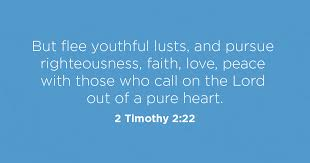 But flee youthful lusts, and pursue
righteousness, faith, love, peace
with those who call on the Lord
out of a pure heart.
2 TImothy 2:22